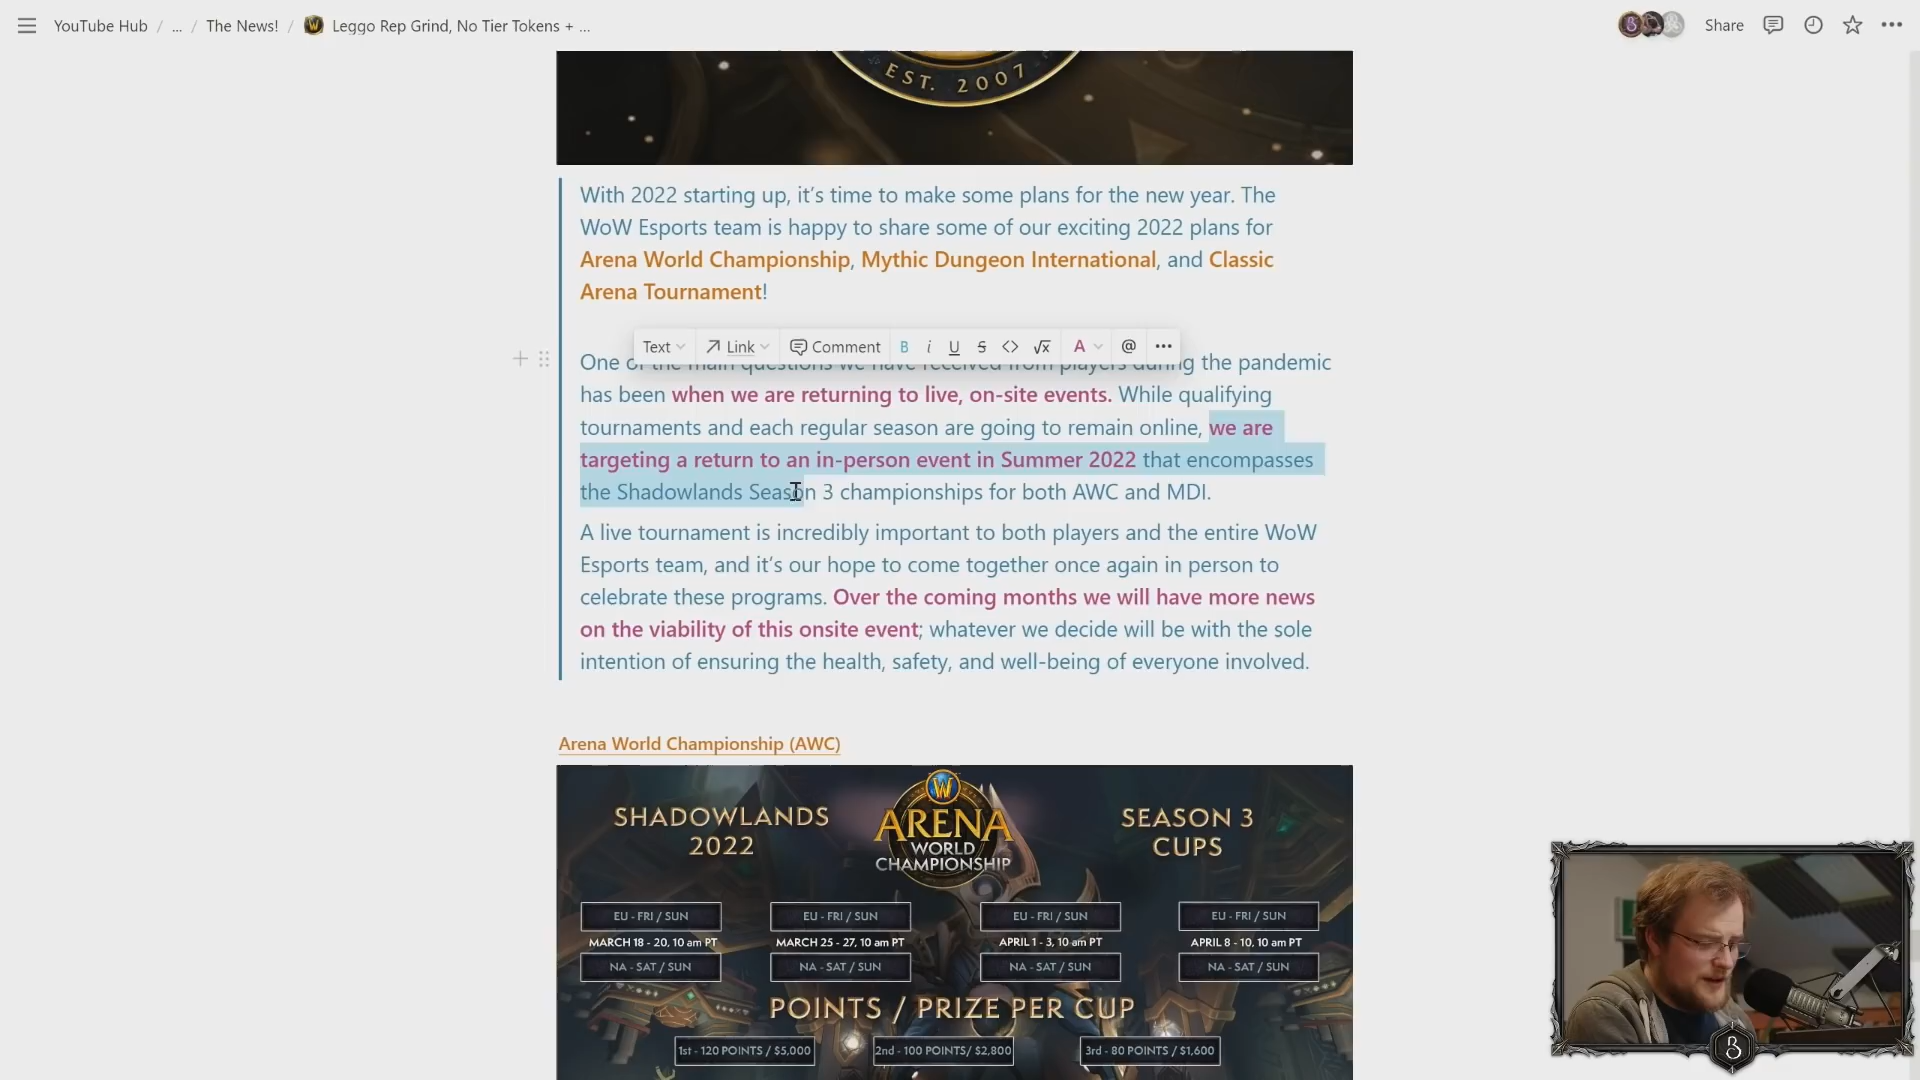 YouTube Hub / ... / The News! / Leggo Rep Grind, No Tier Tokens + ...
Share
EST. 2007
With 2022 starting up, it’s time to make some plans for the new year. The
WoW Esports team is happy to share some of our exciting 2022 plans for
Arena World Championship, Mythic Dungeon International, and Classic
Arena Tournament!
Text Link Comment B i U S <> √x A @ •••
One of the main questions we have received from players during the pandemic
has been when we are returning to live, on-site events. While qualifying
tournaments and each regular season are going to remain online, we are
targeting a return to an in-person event in Summer 2022 that encompasses
the Shadowlands Season 3 championships for both AWC and MDI.
A live tournament is incredibly important to both players and the entire WoW
Esports team, and it’s our hope to come together once again in person to
celebrate these programs. Over the coming months we will have more news
on the viability of this onsite event; whatever we decide will be with the sole
intention of ensuring the health, safety, and well-being of everyone involved.
Arena World Championship (AWC)
SHADOWLANDS
2022
W
ARENA
WORLD
CHAMPIONSHIP
SEASON 3
CUPS
EU - FRI / SUN EU - FRI / SUN EU - FRI / SUN EU - FRI / SUN
MARCH 18 - 20, 10 am PT MARCH 25 - 27, 10 am PT APRIL 1 - 3, 10 am PT APRIL 8 - 10, 10 am PT
NA - SAT / SUN NA - SAT / SUN NA - SAT / SUN NA - SAT / SUN
POINTS / PRIZE PER CUP
1st - 120 POINTS / $5,000 2nd - 100 POINTS/ $2,800 3rd - 80 POINTS / $1,600
B